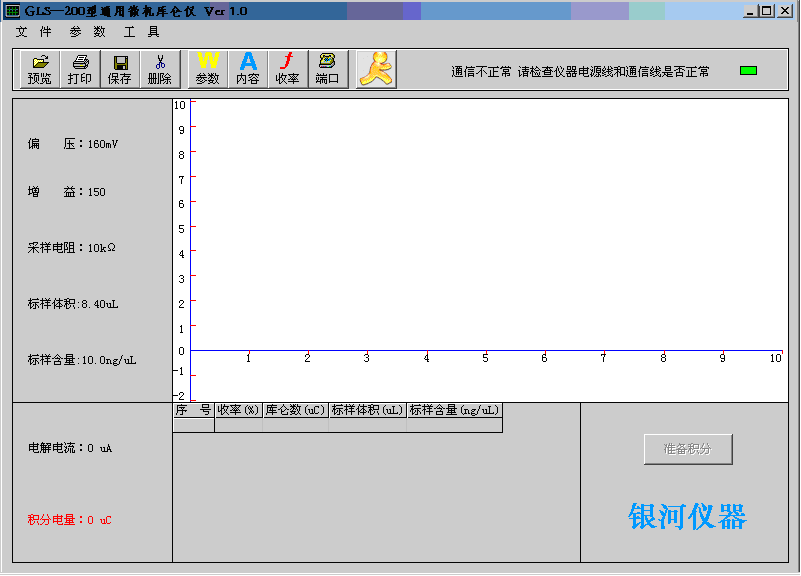 GLS-200型通用微机库仑仪 Ver 1.0
文 件 参 数 工 具
预览 打印 保存 删除 W 参数 A 内容 f 收率 端口 通信不正常 请检查仪器电源线和通信线是否正常
偏 压：160mV
增 益：150
采样电阻：10kΩ
标样体积:8.40uL
标样含量:10.0ng/uL
10
9
8
7
6
5
4
3
2
1
0
-1
-2
1 2 3 4 5 6 7 8 9 10
序 号 收率(%) 库仑数(uC) 标样体积(uL) 标样含量(ng/uL)
电解电流：0 uA
积分电量：0 uC
准备积分
银河仪器